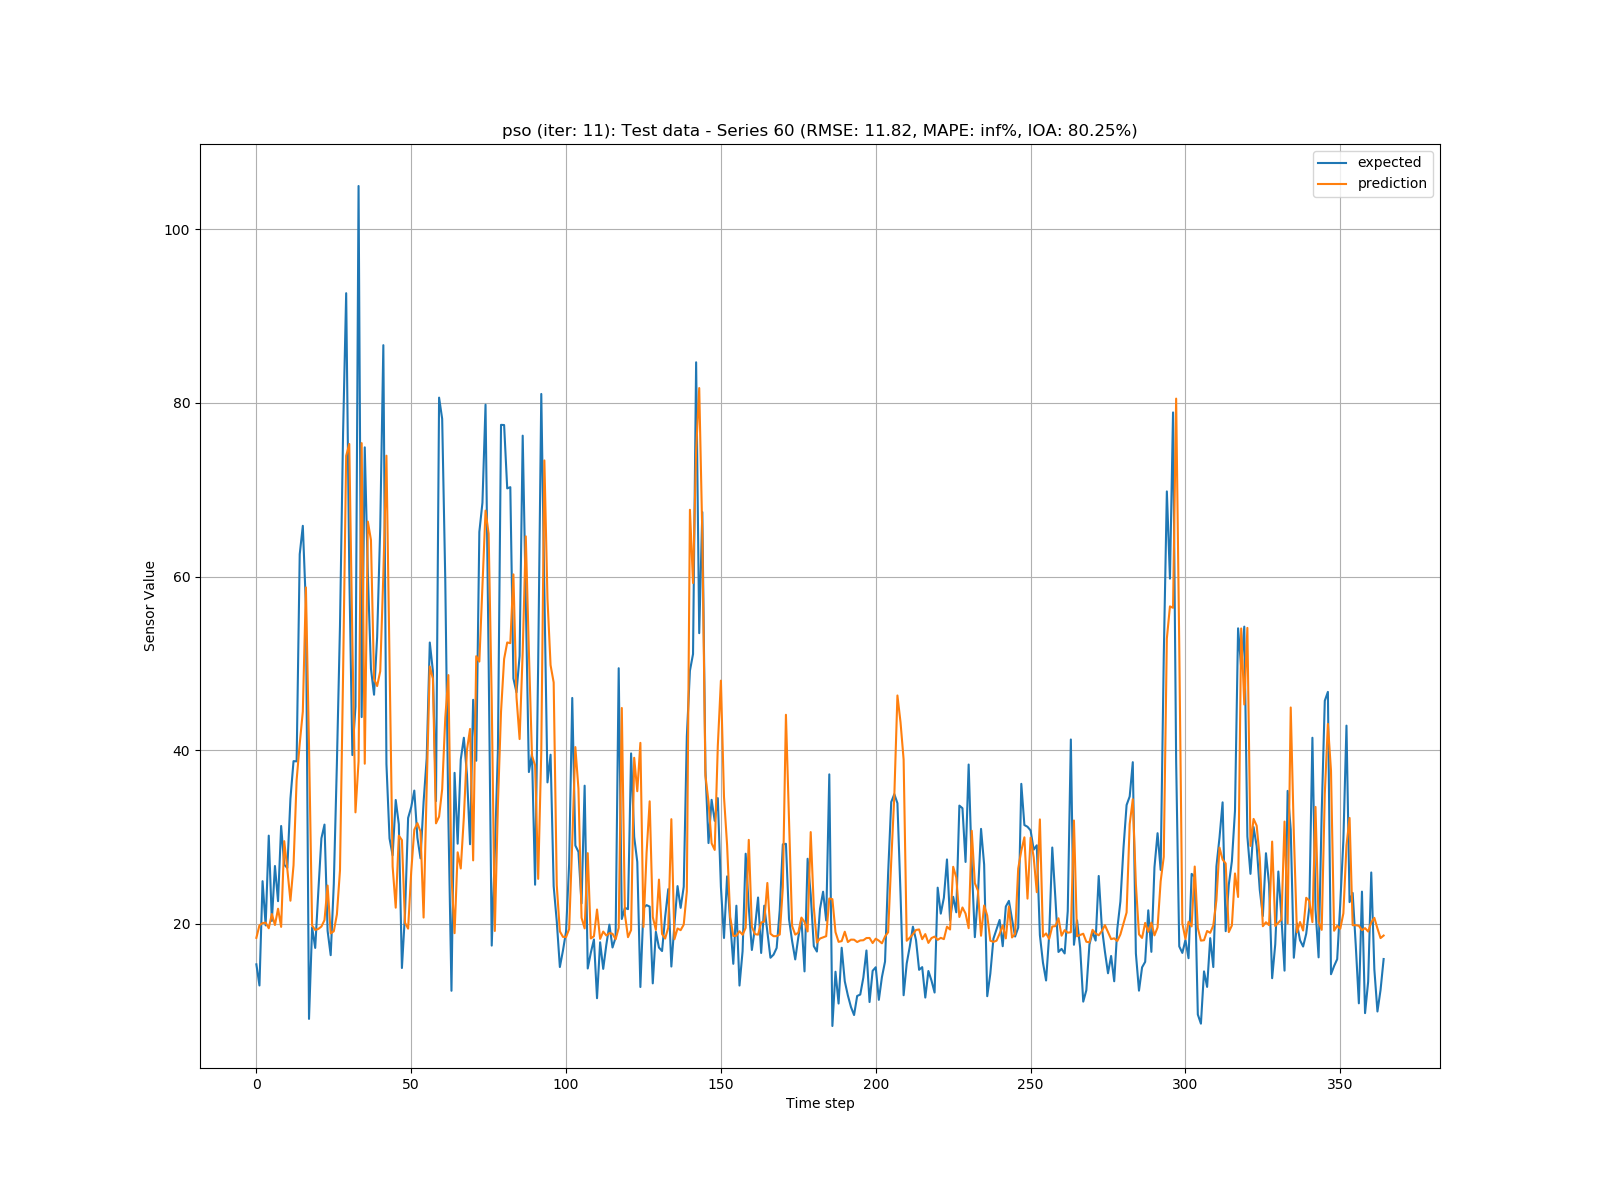 pso (iter: 11): Test data - Series 60 (RMSE: 11.82, MAPE: inf%, IOA: 80.25%)
expected
prediction
100
80
60
40
20
Sensor Value
0 50 100 150 200 250 300 350
Time step